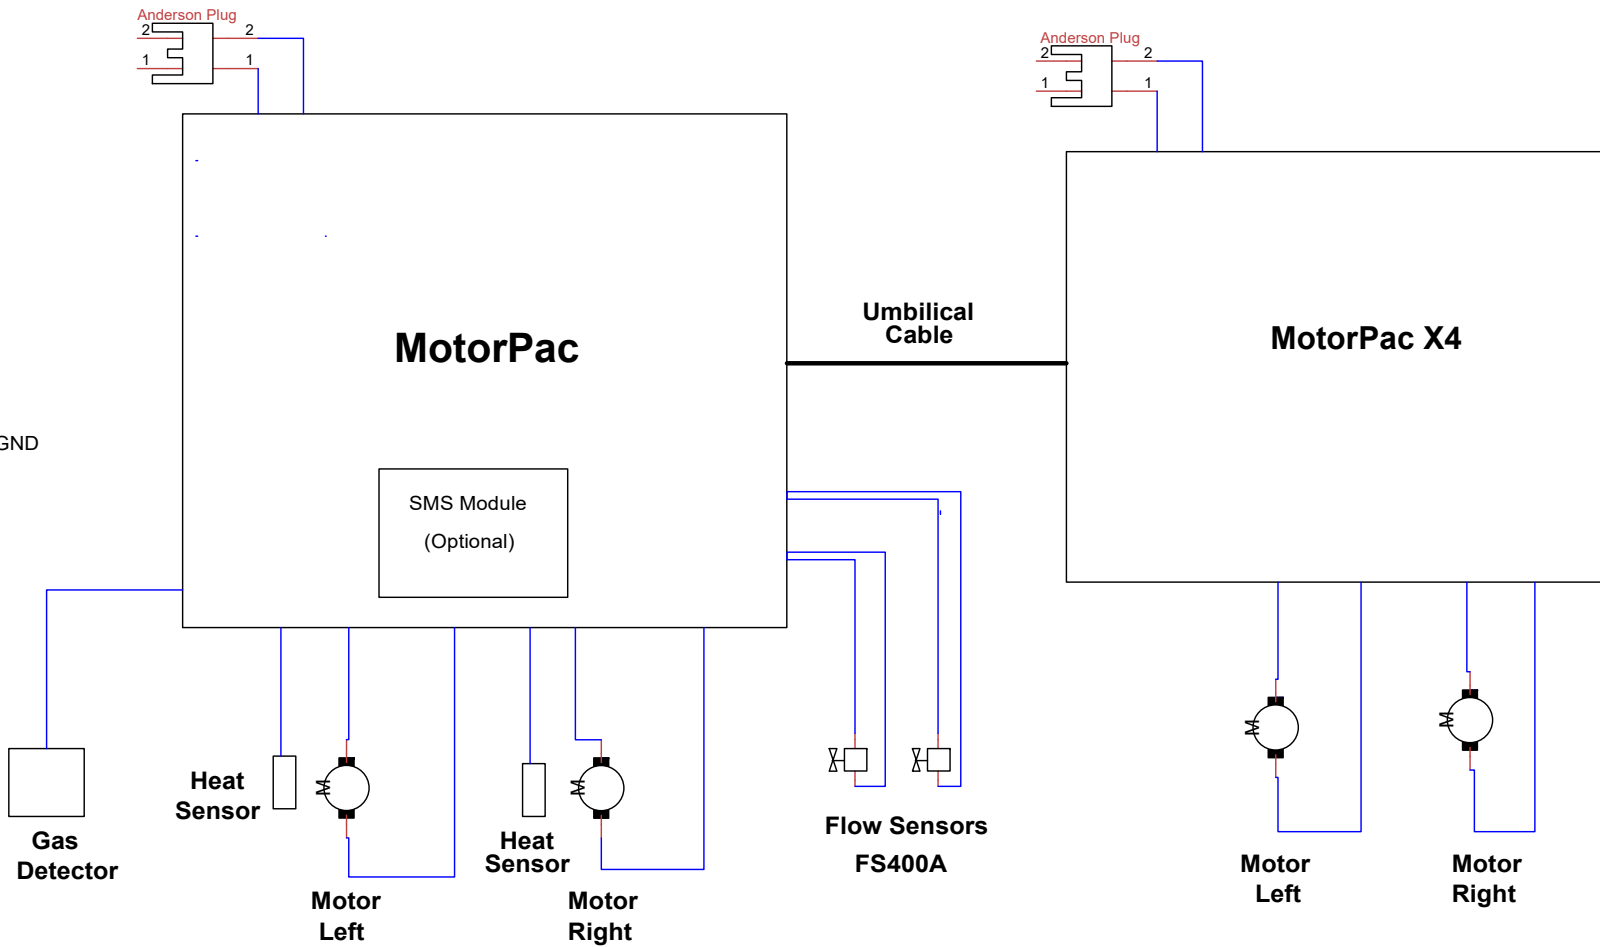 Anderson Plug
2 2
1 1
Anderson Plug
2 2
1 1
Umbilical
Cable
MotorPac
MotorPac X4
GND
SMS Module
(Optional)
Heat
Sensor
Gas
Detector
Heat
Sensor
Motor
Left
Motor
Right
Flow Sensors
FS400A
Motor
Left
Motor
Right